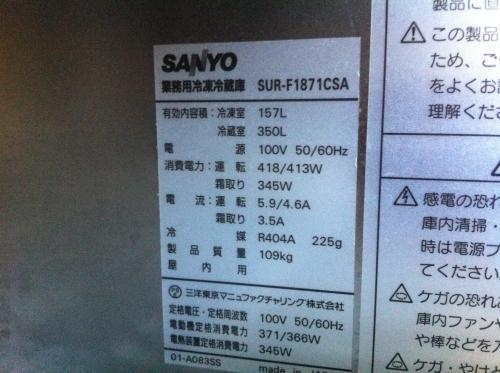 SANYO
業務用冷凍冷蔵庫 SUR-F1871CSA
有効内容積：冷凍室 157L
冷蔵室 350L
電 源 100V 50/60Hz
消費電力：運 転 418/413W
霜取り 345W
電 流：運 転 5.9/4.6A
霜取り 3.5A
冷 媒 R404A 225g
製品質量 109kg
屋内用
三洋東京マニュファクチャリング株式会社
定格電圧・定格周波数 100V 50/60Hz
電動機定格消費電力 371/366W
電熱装置定格消費電力 345W
01-A083SS
製品に直
この製品
ため、ご
をよくお
理解くださ
感電の恐れ
庫内清掃・
時は電源プ
てください
ケガの恐れあ
庫内ファンや
や棒などを
ケガ・やけど